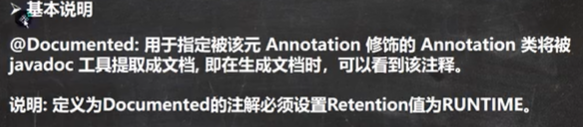 ➢ 基本说明
@Documented: 用于指定被该元 Annotation 修饰的 Annotation 类将被
javadoc 工具提取成文档, 即在生成文档时，可以看到该注释。
说明: 定义为Documented的注解必须设置Retention值为RUNTIME。